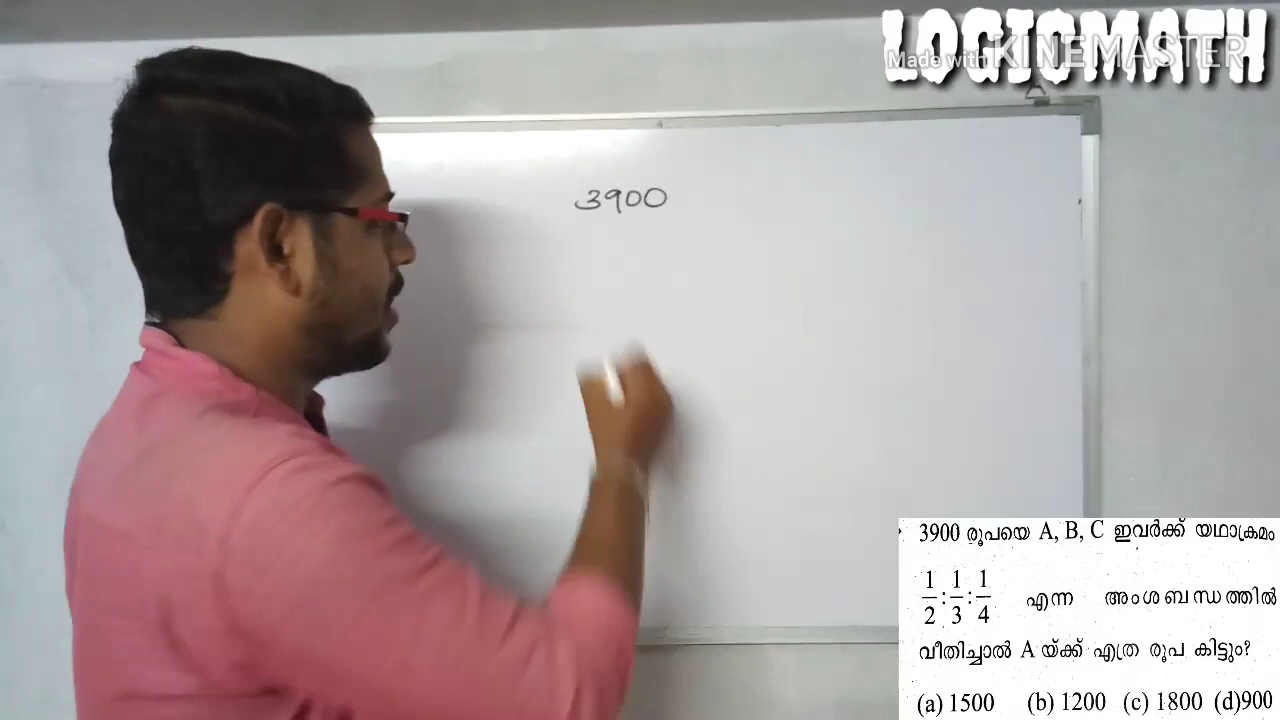 LOGICMATH
Made with KINEMASTER
3900
3900 രൂപയെ A, B, C ഇവർക്ക് യഥാക്രമം
1/2 : 1/3 : 1/4 എന്ന അംശബന്ധത്തിൽ
വീതിച്ചാൽ A യ്ക്ക് എത്ര രൂപ കിട്ടും?
(a) 1500 (b) 1200 (c) 1800 (d)900